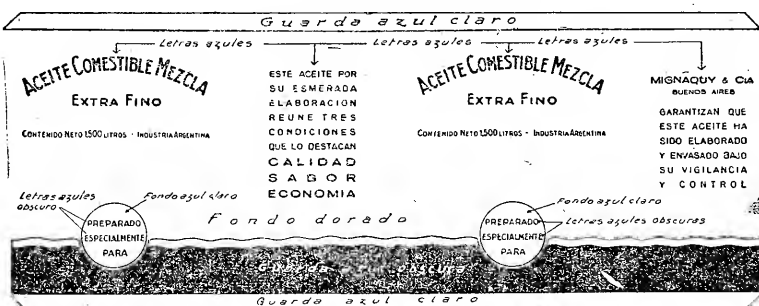 Guarda azul claro
Letras azules
Letras azules
Letras azules
ACEITE COMESTIBLE MEZCLA
EXTRA FINO
CONTENIDO NETO 1,500 LITROS - INDUSTRIA ARGENTINA
ESTE ACEITE POR
SU ESMERADA
ELABORACION
REUNE TRES
CONDICIONES
QUE LO DESTACAN
CALIDAD
SABOR
ECONOMIA
ACEITE COMESTIBLE MEZCLA
EXTRA FINO
CONTENIDO NETO 1,500 LITROS - INDUSTRIA ARGENTINA
MIGNAQUY & CIA
BUENOS AIRES
GARANTIZAN QUE
ESTE ACEITE HA
SIDO ELABORADO
Y ENVASADO BAJO
SU VIGILANCIA
Y CONTROL
Letras azules
obscuro
Fondo azul claro
PREPARADO
ESPECIALMENTE
PARA
Fondo dorado
Fondo azul claro
Letras azules obscuras
PREPARADO
ESPECIALMENTE
PARA
Guarda azul obscura
Guarda azul claro